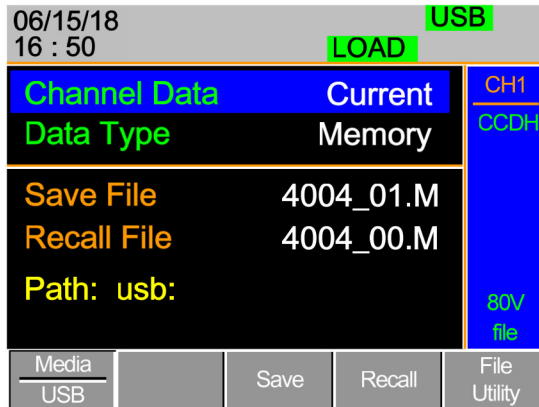 06/15/18 USB
16 : 50 LOAD
Channel Data Current
Data Type Memory
Save File 4004_01.M
Recall File 4004_00.M
Path: usb:
CH1
CCDH
80V
file
Media
USB
Save
Recall
File
Utility